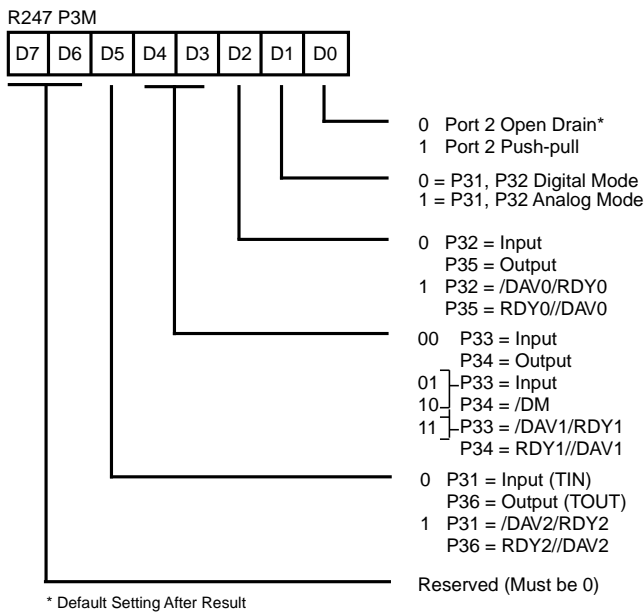 R247 P3M
D7 D6 D5 D4 D3 D2 D1 D0
0 Port 2 Open Drain*
1 Port 2 Push-pull
0 = P31, P32 Digital Mode
1 = P31, P32 Analog Mode
0 P32 = Input
P35 = Output
1 P32 = /DAV0/RDY0
P35 = RDY0//DAV0
00 P33 = Input
P34 = Output
01 P33 = Input
10 P34 = /DM
11 P33 = /DAV1/RDY1
P34 = RDY1//DAV1
0 P31 = Input (TIN)
P36 = Output (TOUT)
1 P31 = /DAV2/RDY2
P36 = RDY2//DAV2
Reserved (Must be 0)
* Default Setting After Result